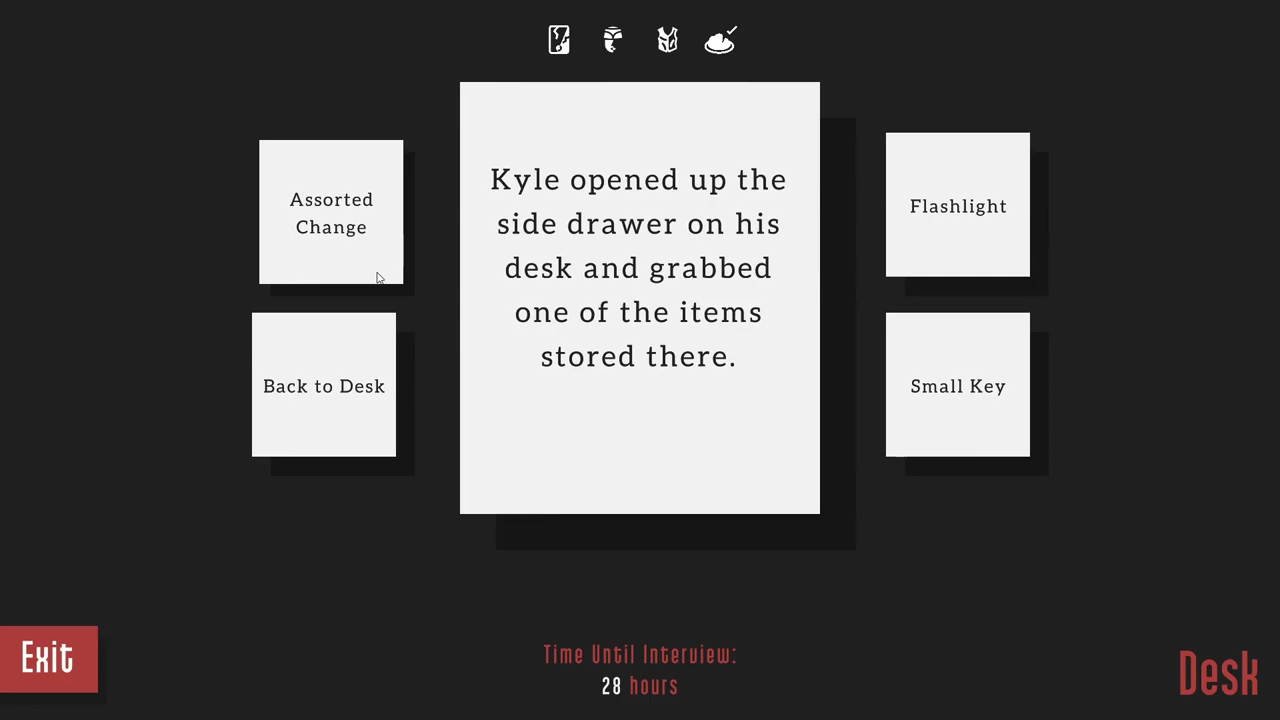 Kyle opened up the
side drawer on his
desk and grabbed
one of the items
stored there.
Assorted
Change
Back to Desk
Flashlight
Small Key
Exit
Time Until Interview:
28 hours
Desk